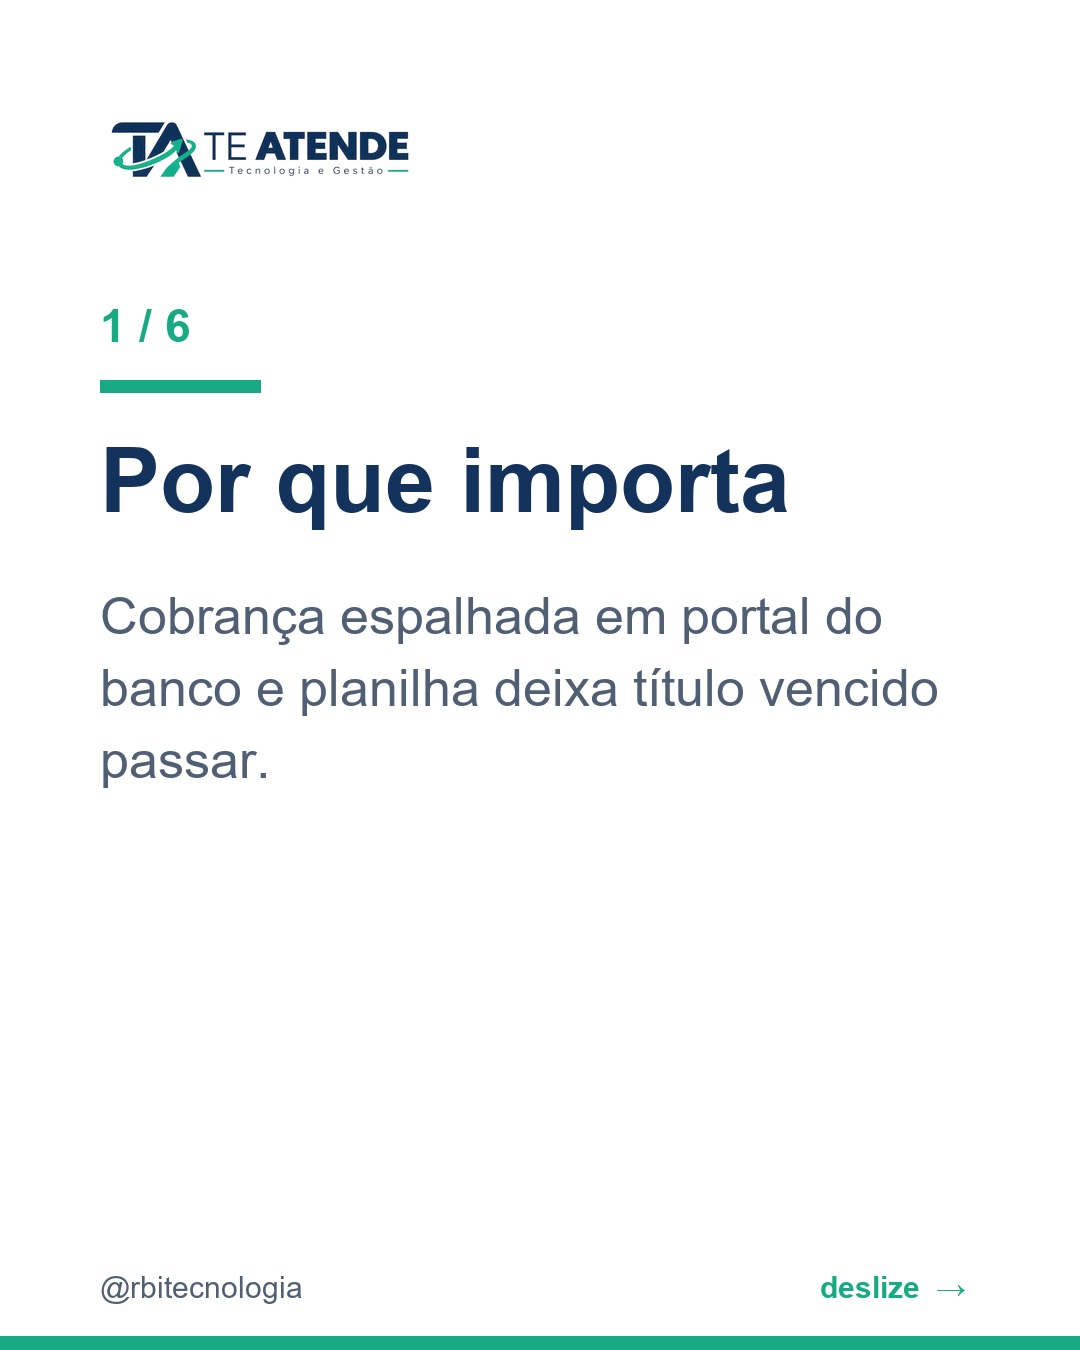 TA TE ATENDE
Tecnologia e Gestão
1 / 6
Por que importa
Cobrança espalhada em portal do
banco e planilha deixa título vencido
passar.
@rbitecnologia
deslize →